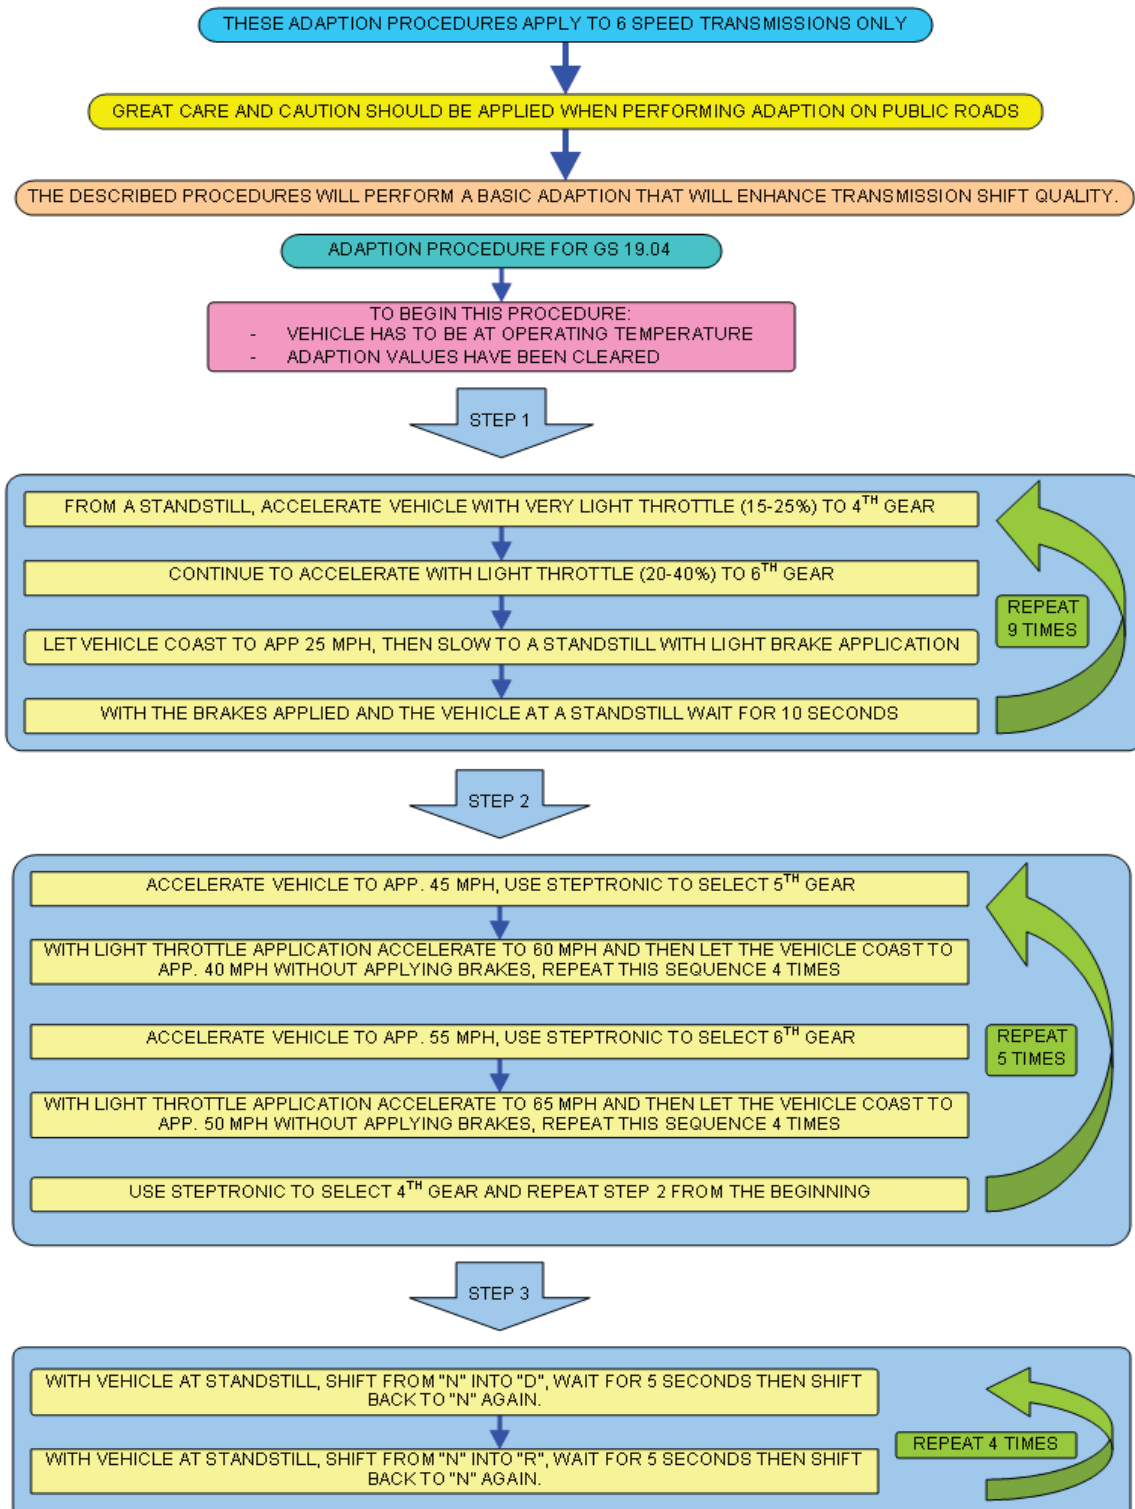 THESE ADAPTION PROCEDURES APPLY TO 6 SPEED TRANSMISSIONS ONLY
GREAT CARE AND CAUTION SHOULD BE APPLIED WHEN PERFORMING ADAPTION ON PUBLIC ROADS
THE DESCRIBED PROCEDURES WILL PERFORM A BASIC ADAPTION THAT WILL ENHANCE TRANSMISSION SHIFT QUALITY.
ADAPTION PROCEDURE FOR GS 19.04
TO BEGIN THIS PROCEDURE:
- VEHICLE HAS TO BE AT OPERATING TEMPERATURE
- ADAPTION VALUES HAVE BEEN CLEARED
STEP 1
FROM A STANDSTILL, ACCELERATE VEHICLE WITH VERY LIGHT THROTTLE (15-25%) TO 4TH GEAR
CONTINUE TO ACCELERATE WITH LIGHT THROTTLE (20-40%) TO 6TH GEAR
LET VEHICLE COAST TO APP 25 MPH, THEN SLOW TO A STANDSTILL WITH LIGHT BRAKE APPLICATION
WITH THE BRAKES APPLIED AND THE VEHICLE AT A STANDSTILL WAIT FOR 10 SECONDS
REPEAT
9 TIMES
STEP 2
ACCELERATE VEHICLE TO APP. 45 MPH, USE STEPTRONIC TO SELECT 5TH GEAR
WITH LIGHT THROTTLE APPLICATION ACCELERATE TO 60 MPH AND THEN LET THE VEHICLE COAST TO
APP. 40 MPH WITHOUT APPLYING BRAKES, REPEAT THIS SEQUENCE 4 TIMES
ACCELERATE VEHICLE TO APP. 55 MPH, USE STEPTRONIC TO SELECT 6TH GEAR
WITH LIGHT THROTTLE APPLICATION ACCELERATE TO 65 MPH AND THEN LET THE VEHICLE COAST TO
APP. 50 MPH WITHOUT APPLYING BRAKES, REPEAT THIS SEQUENCE 4 TIMES
USE STEPTRONIC TO SELECT 4TH GEAR AND REPEAT STEP 2 FROM THE BEGINNING
REPEAT
5 TIMES
STEP 3
WITH VEHICLE AT STANDSTILL, SHIFT FROM "N" INTO "D", WAIT FOR 5 SECONDS THEN SHIFT
BACK TO "N" AGAIN.
WITH VEHICLE AT STANDSTILL, SHIFT FROM "N" INTO "R", WAIT FOR 5 SECONDS THEN SHIFT
BACK TO "N" AGAIN.
REPEAT 4 TIMES